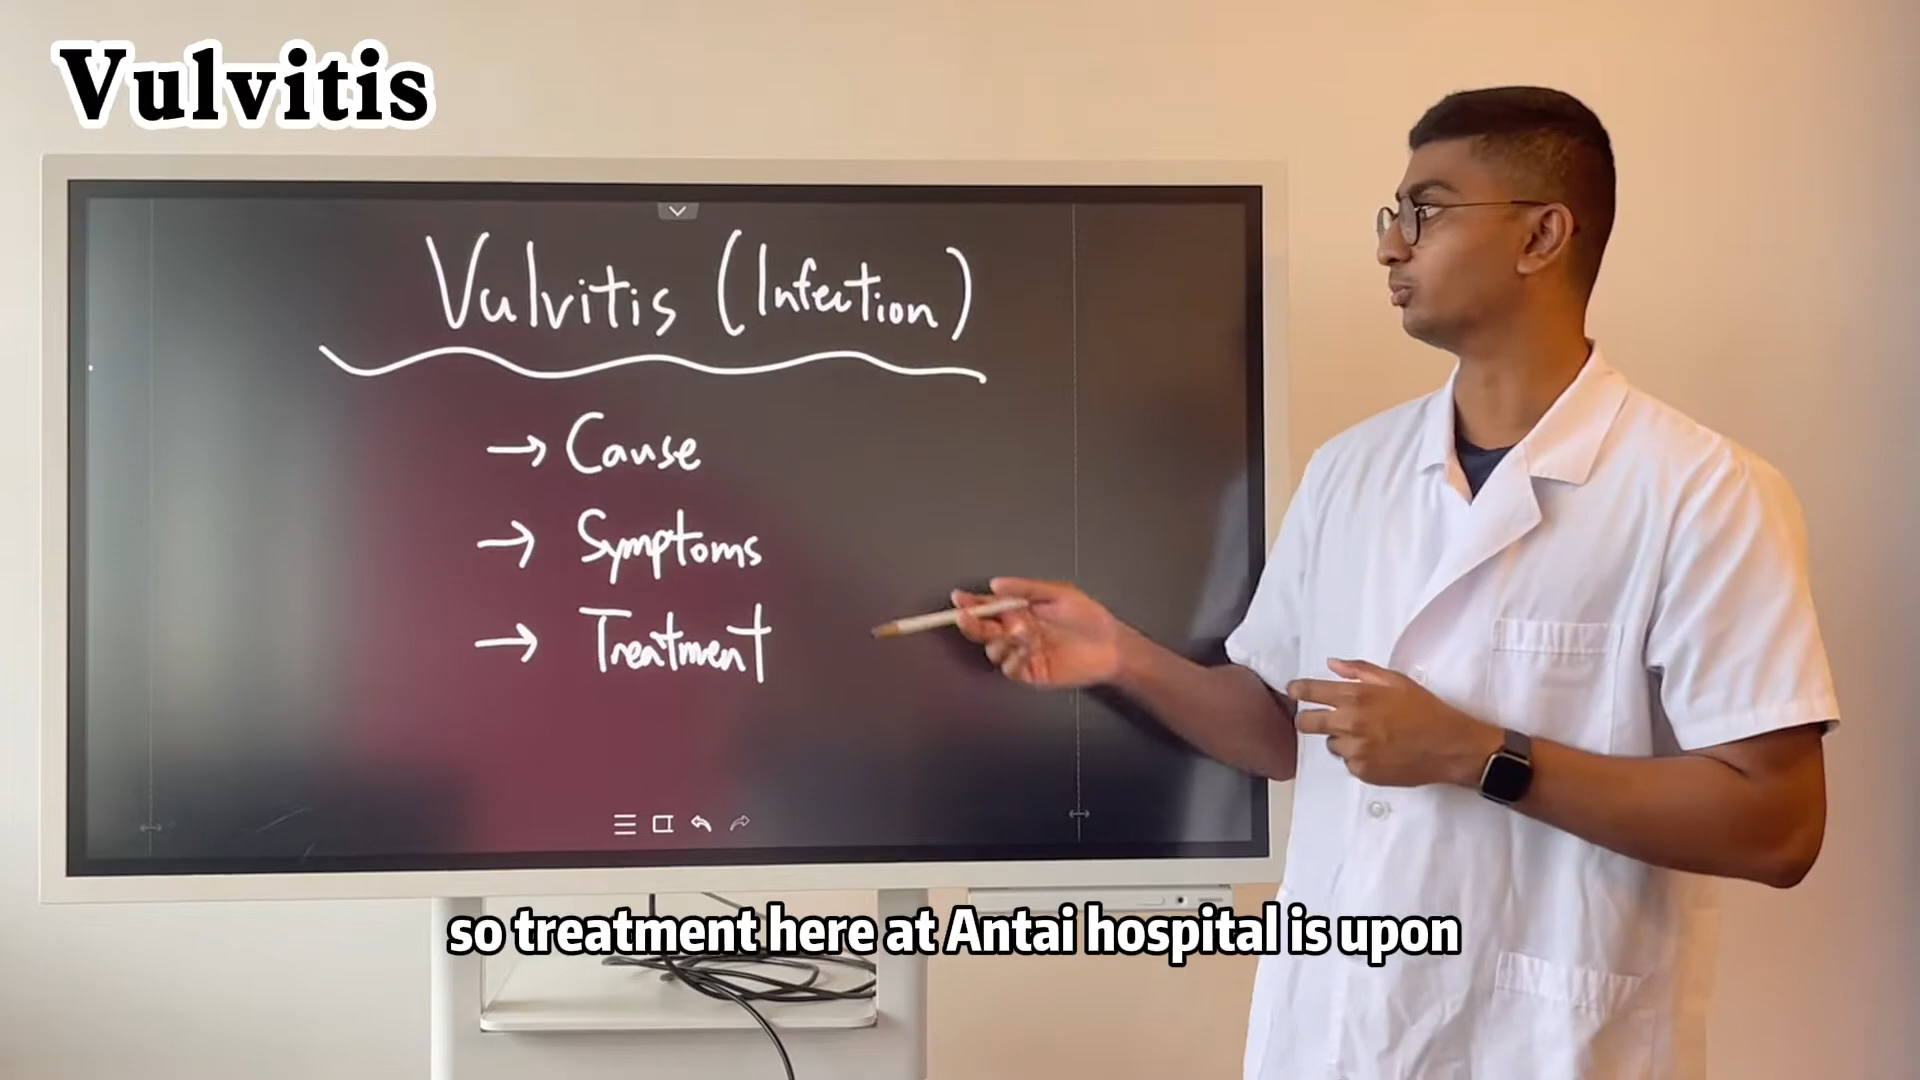 Vulvitis
Vulvitis (Infection)
→ Cause
→ Symptoms
→ Treatment
so treatment here at Antai hospital is upon